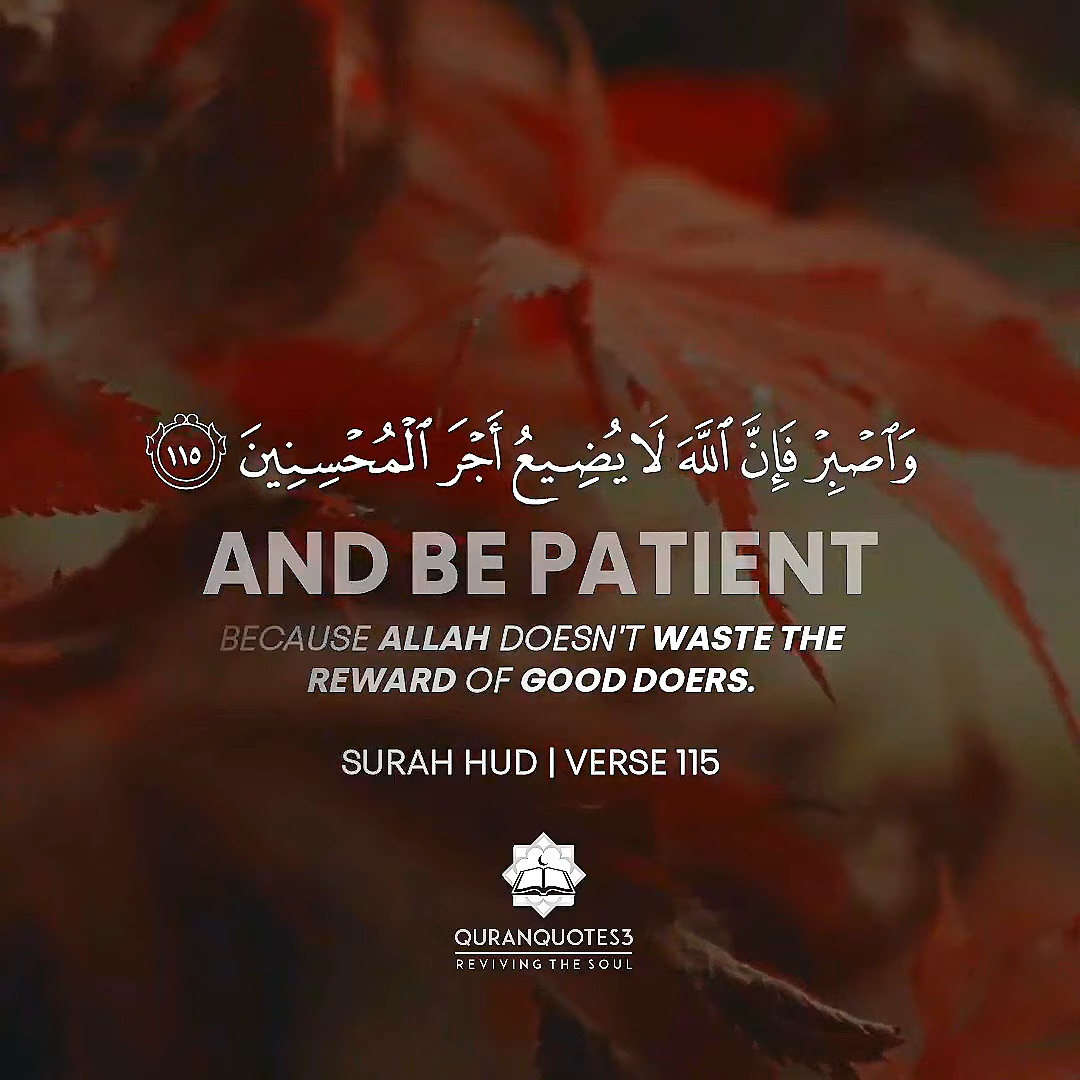 وَٱصْبِرْ فَإِنَّ ٱللَّهَ لَا يُضِيعُ أَجْرَ ٱلْمُحْسِنِينَ ١١٥
AND BE PATIENT
BECAUSE ALLAH DOESN'T WASTE THE
REWARD OF GOOD DOERS.
SURAH HUD | VERSE 115
QURANQUOTES3
REVIVING THE SOUL